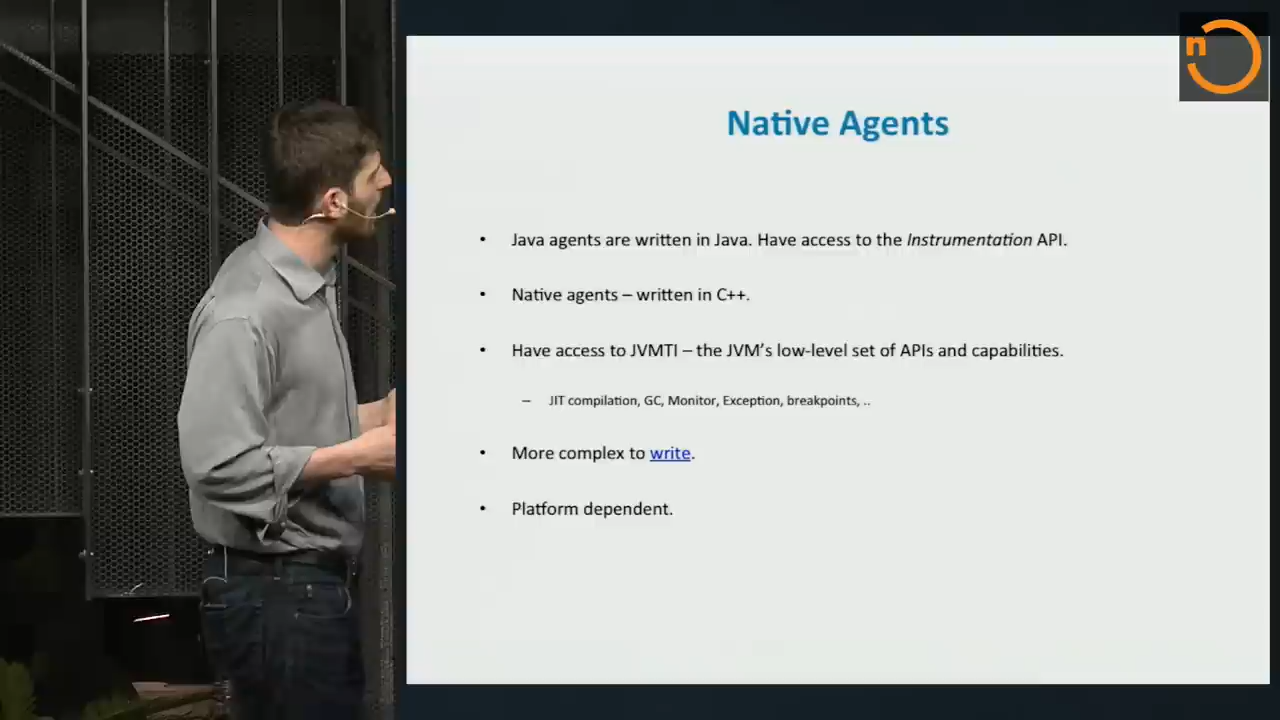 n
Native Agents
• Java agents are written in Java. Have access to the Instrumentation API.
• Native agents – written in C++.
• Have access to JVMTI – the JVM's low-level set of APIs and capabilities.
– JIT compilation, GC, Monitor, Exception, breakpoints, ..
• More complex to write.
• Platform dependent.